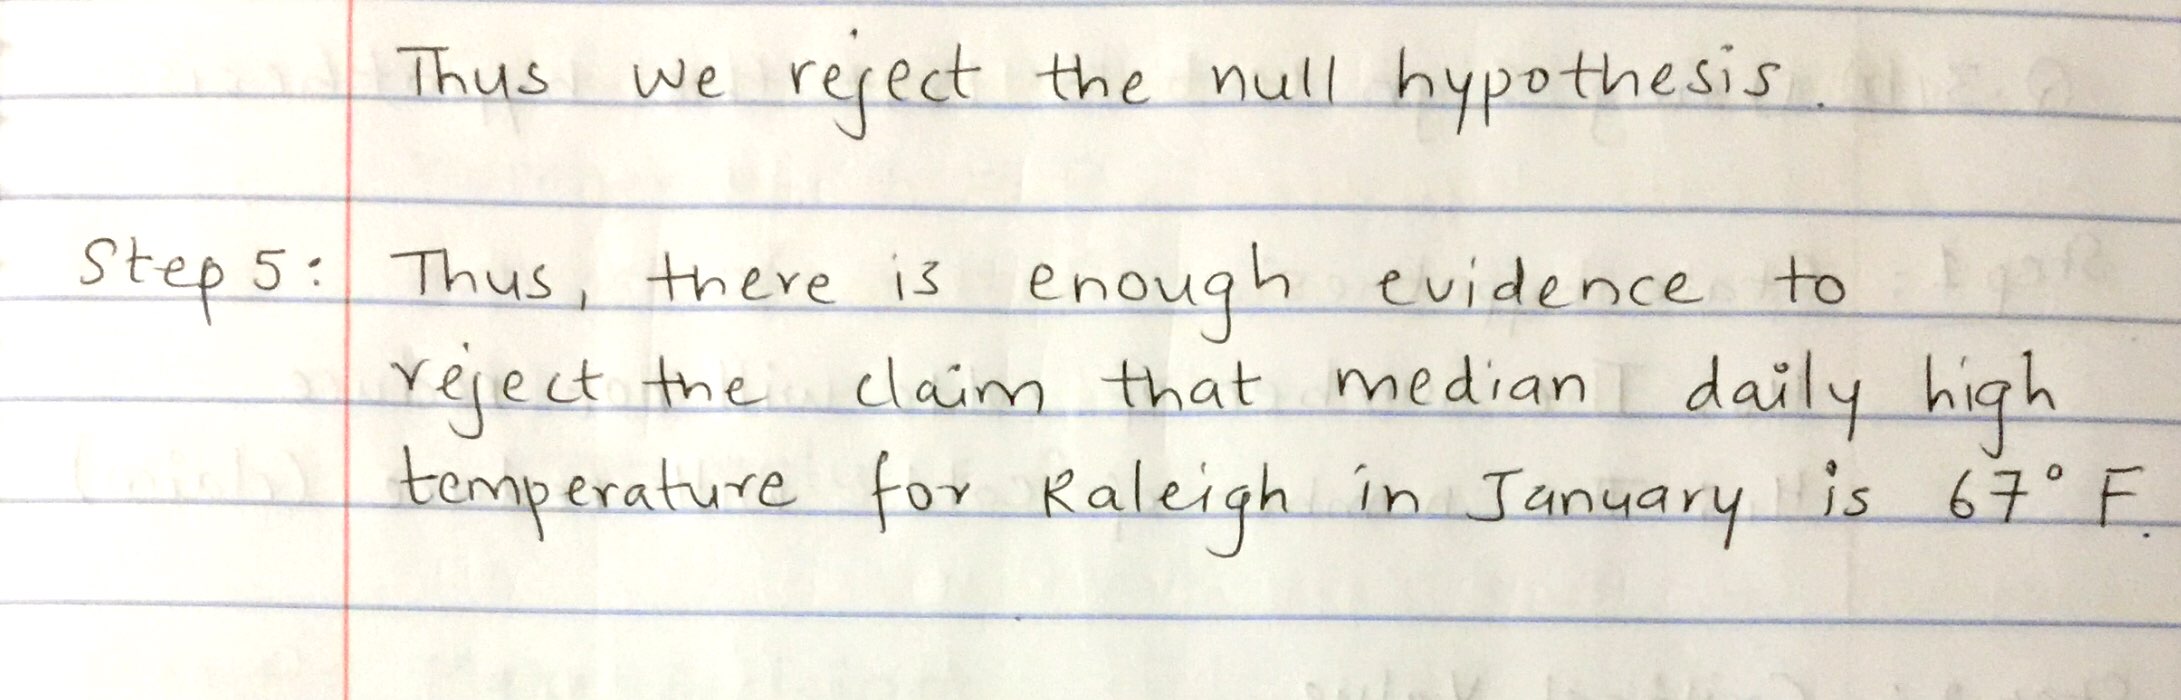 Thus we reject the null hypothesis.
Step 5: Thus, there is enough evidence to
reject the claim that median daily high
temperature for Raleigh in January is 67° F.